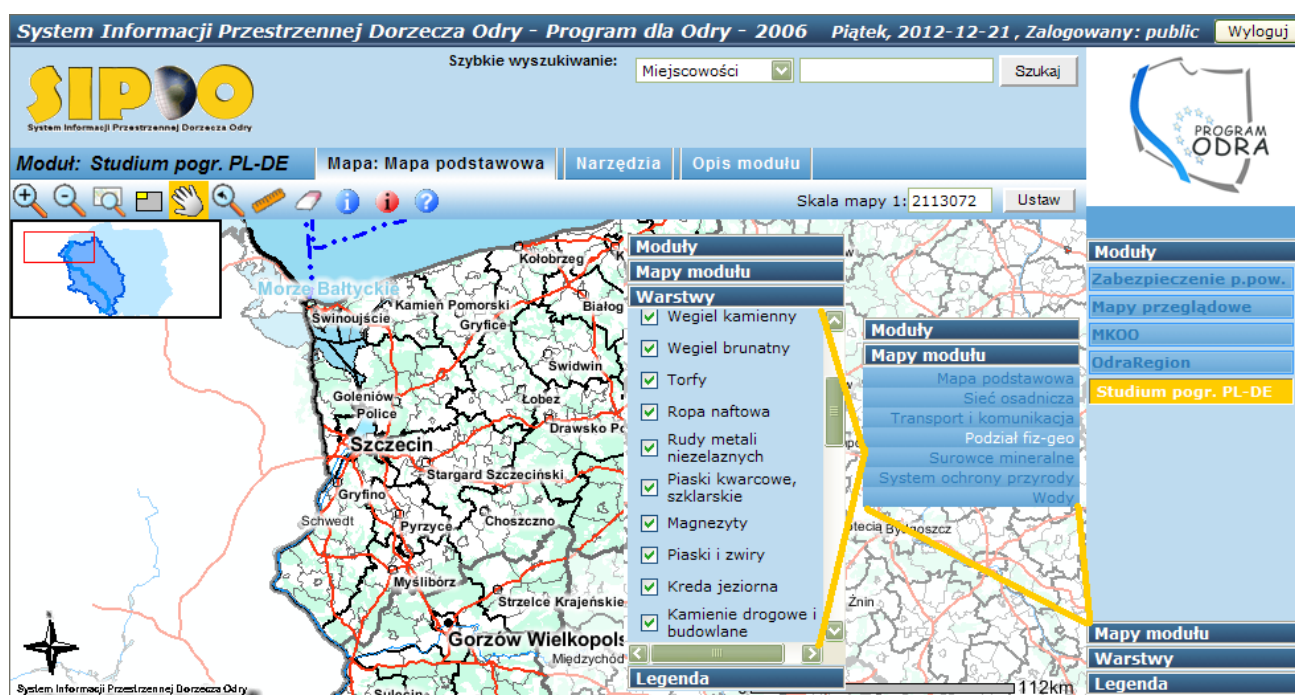 System Informacji Przestrzennej Dorzecza Odry - Program dla Odry - 2006 Piątek, 2012-12-21 , Zalogowany: public Wyloguj
SIPDO
System Informacji Przestrzennej Dorzecza Odry
Szybkie wyszukiwanie: Miejscowości Szukaj
PROGRAM
ODRA
Moduł: Studium pogr. PL-DE Mapa: Mapa podstawowa Narzędzia Opis modułu
Skala mapy 1: 2113072 Ustaw
Morze Bałtyckie
Kołobrzeg
Kamień Pomorski
Białog
Świnoujście
Gryfice
Świdwin
Goleniów
Łobez
Police
Drawsko Po
Szczecin
Stargard Szczeciński
Gryfino
Schwedt
Pyrzyce
Choszczno
Myślibórz
Strzelce Krajeńskie
Gorzów Wielkopols
Międzychód
Sulęcin
Bydgoszcz
Żnin
112km
System Informacji Przestrzennej Dorzecza Odry
Moduły
Mapy modułu
Warstwy
Wegiel kamienny
Wegiel brunatny
Torfy
Ropa naftowa
Rudy metali
niezelaznych
Piaski kwarcowe,
szklarskie
Magnezyty
Piaski i zwiry
Kreda jeziorna
Kamienie drogowe i
budowlane
Legenda
Moduły
Mapy modułu
Mapa podstawowa
Sieć osadnicza
Transport i komunikacja
Podział fiz-geo
Surowce mineralne
System ochrony przyrody
Wody
Moduły
Zabezpieczenie p.pow.
Mapy przeglądowe
MKOO
OdraRegion
Studium pogr. PL-DE
Mapy modułu
Warstwy
Legenda